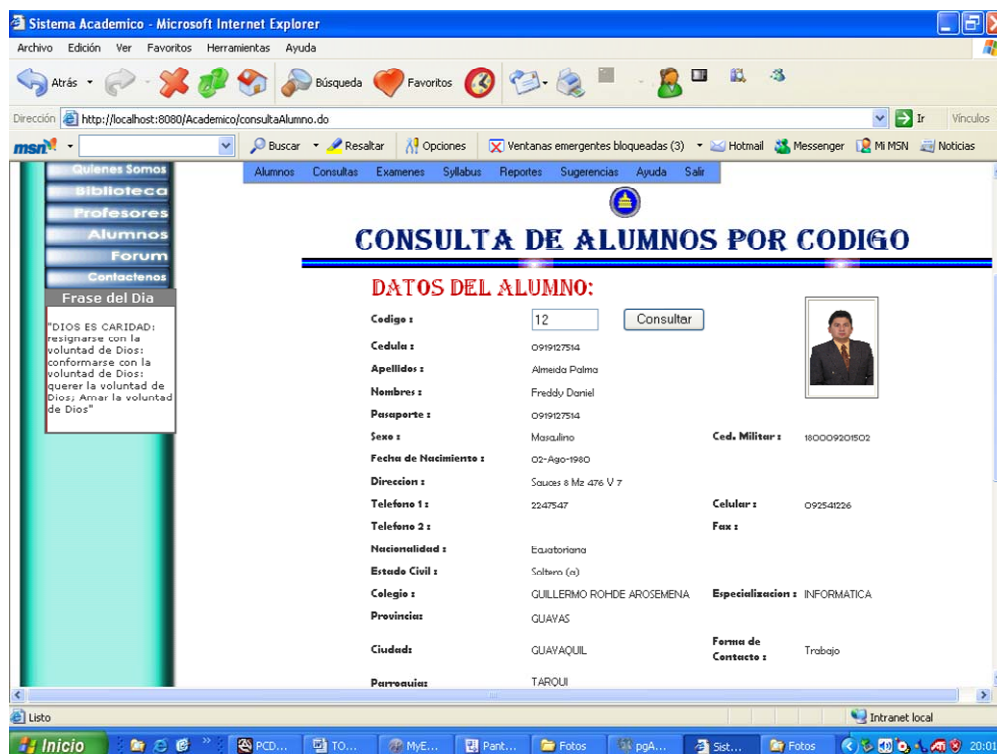 Sistema Academico - Microsoft Internet Explorer
Archivo Edición Ver Favoritos Herramientas Ayuda
Atrás Búsqueda Favoritos
Dirección http://localhost:8080/Academico/consultaAlumno.do Ir Vínculos
msn Buscar Resaltar Opciones Ventanas emergentes bloqueadas (3) Hotmail Messenger Mi MSN Noticias
Quienes Somos
Biblioteca
Profesores
Alumnos
Forum
Contactenos
Frase del Dia
"DIOS ES CARIDAD:
resignarse con la
voluntad de Dios:
conformarse con la
voluntad de Dios:
querer la voluntad de
Dios; Amar la voluntad
de Dios"
Alumnos Consultas Examenes Syllabus Reportes Sugerencias Ayuda Salir
CONSULTA DE ALUMNOS POR CODIGO
DATOS DEL ALUMNO:
Codigo : 12 Consultar
Cedula : 0919127514
Apellidos : Almeida Palma
Nombres : Freddy Daniel
Pasaporte : 0919127514
Sexo : Masculino Ced. Militar : 180009201502
Fecha de Nacimiento : 02-Ago-1980
Direccion : Sauces 8 Mz 476 V 7
Telefono 1 : 2247547 Celular : 092541226
Telefono 2 : Fax :
Nacionalidad : Ecuatoriana
Estado Civil : Soltero (a)
Colegio : GUILLERMO ROHDE AROSEMENA Especializacion : INFORMATICA
Provincia: GUAYAS
Ciudad: GUAYAQUIL Forma de
Contacto : Trabajo
Parroquia: TARQUI
Listo Intranet local
Inicio PCD... TO... MyE... Pant... Fotos pgA... Sist... Fotos